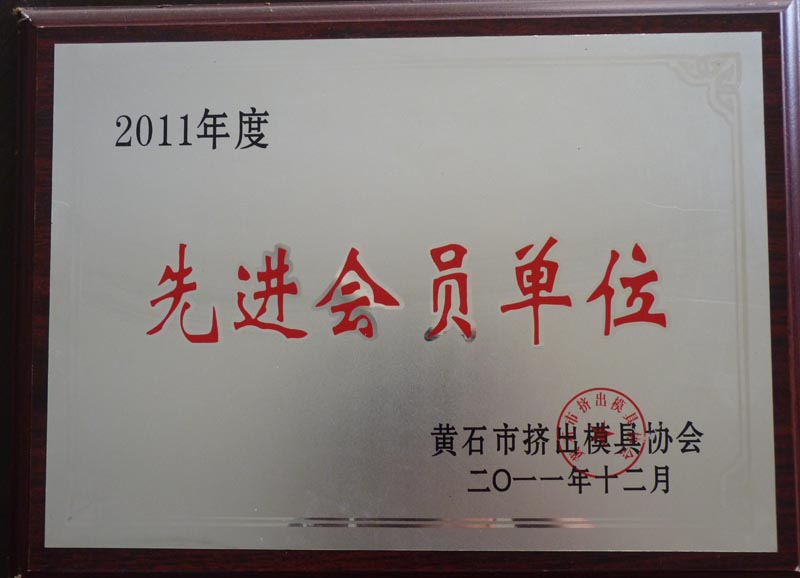 2011年度
先进会员单位
黄石市挤出模具协会
二〇一一年十二月